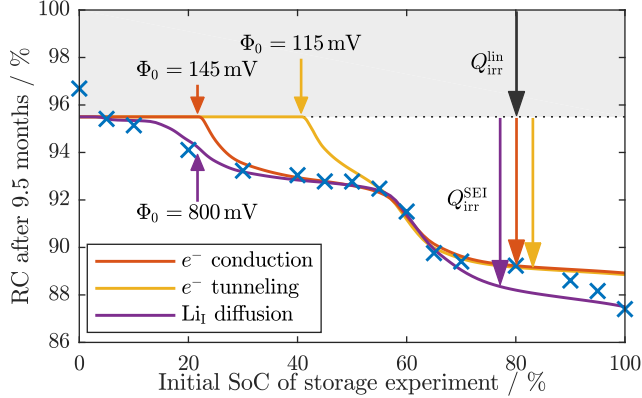 100
98
96
94
92
90
88
86
RC after 9.5 months / %
Φ₀ = 115 mV
Φ₀ = 145 mV
Q_irr^lin
Φ₀ = 800 mV
Q_irr^SEI
e⁻ conduction
e⁻ tunneling
Li_I diffusion
0 20 40 60 80 100
Initial SoC of storage experiment / %